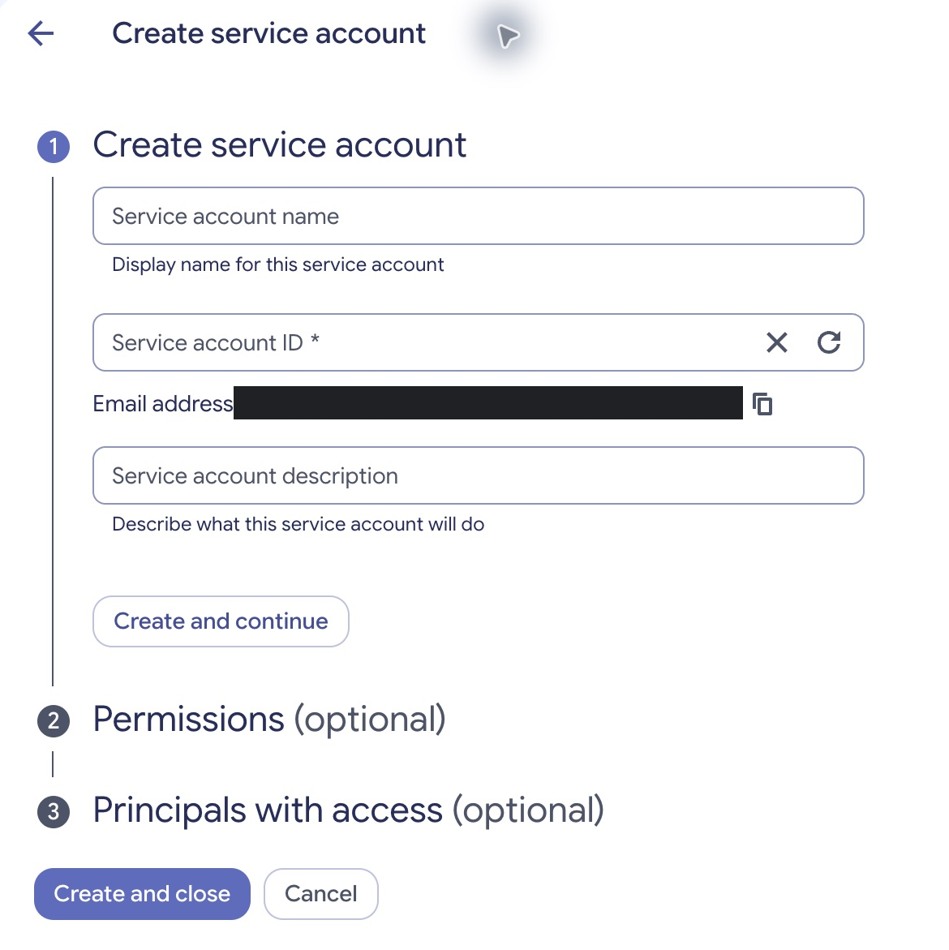 Create service account
1 Create service account
Service account name
Display name for this service account
Service account ID *
Email address
Service account description
Describe what this service account will do
Create and continue
2 Permissions (optional)
3 Principals with access (optional)
Create and close Cancel